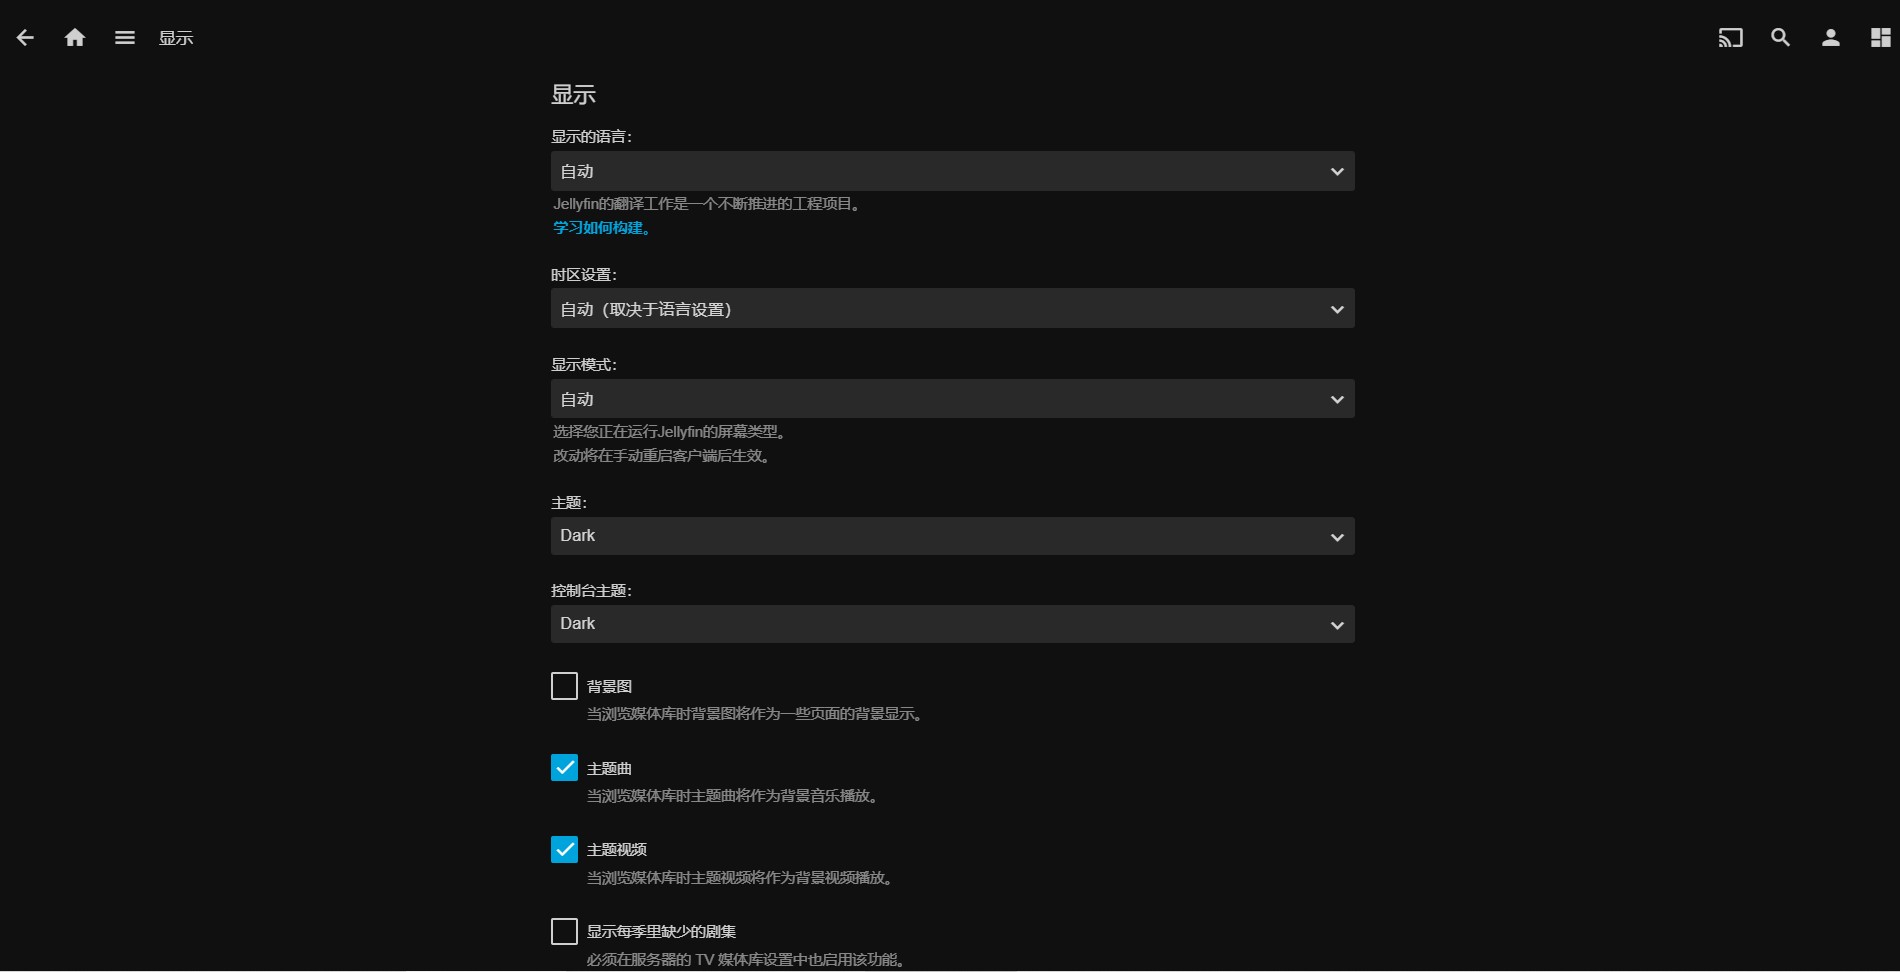 显示
显示
显示的语言：
自动
Jellyfin的翻译工作是一个不断推进的工程项目。
学习如何构建。
时区设置：
自动（取决于语言设置）
显示模式：
自动
选择您正在运行Jellyfin的屏幕类型。
改动将在手动重启客户端后生效。
主题：
Dark
控制台主题：
Dark
背景图
当浏览媒体库时背景图将作为一些页面的背景显示。
主题曲
当浏览媒体库时主题曲将作为背景音乐播放。
主题视频
当浏览媒体库时主题视频将作为背景视频播放。
显示每季里缺少的剧集
必须在服务器的 TV 媒体库设置中也启用该功能。